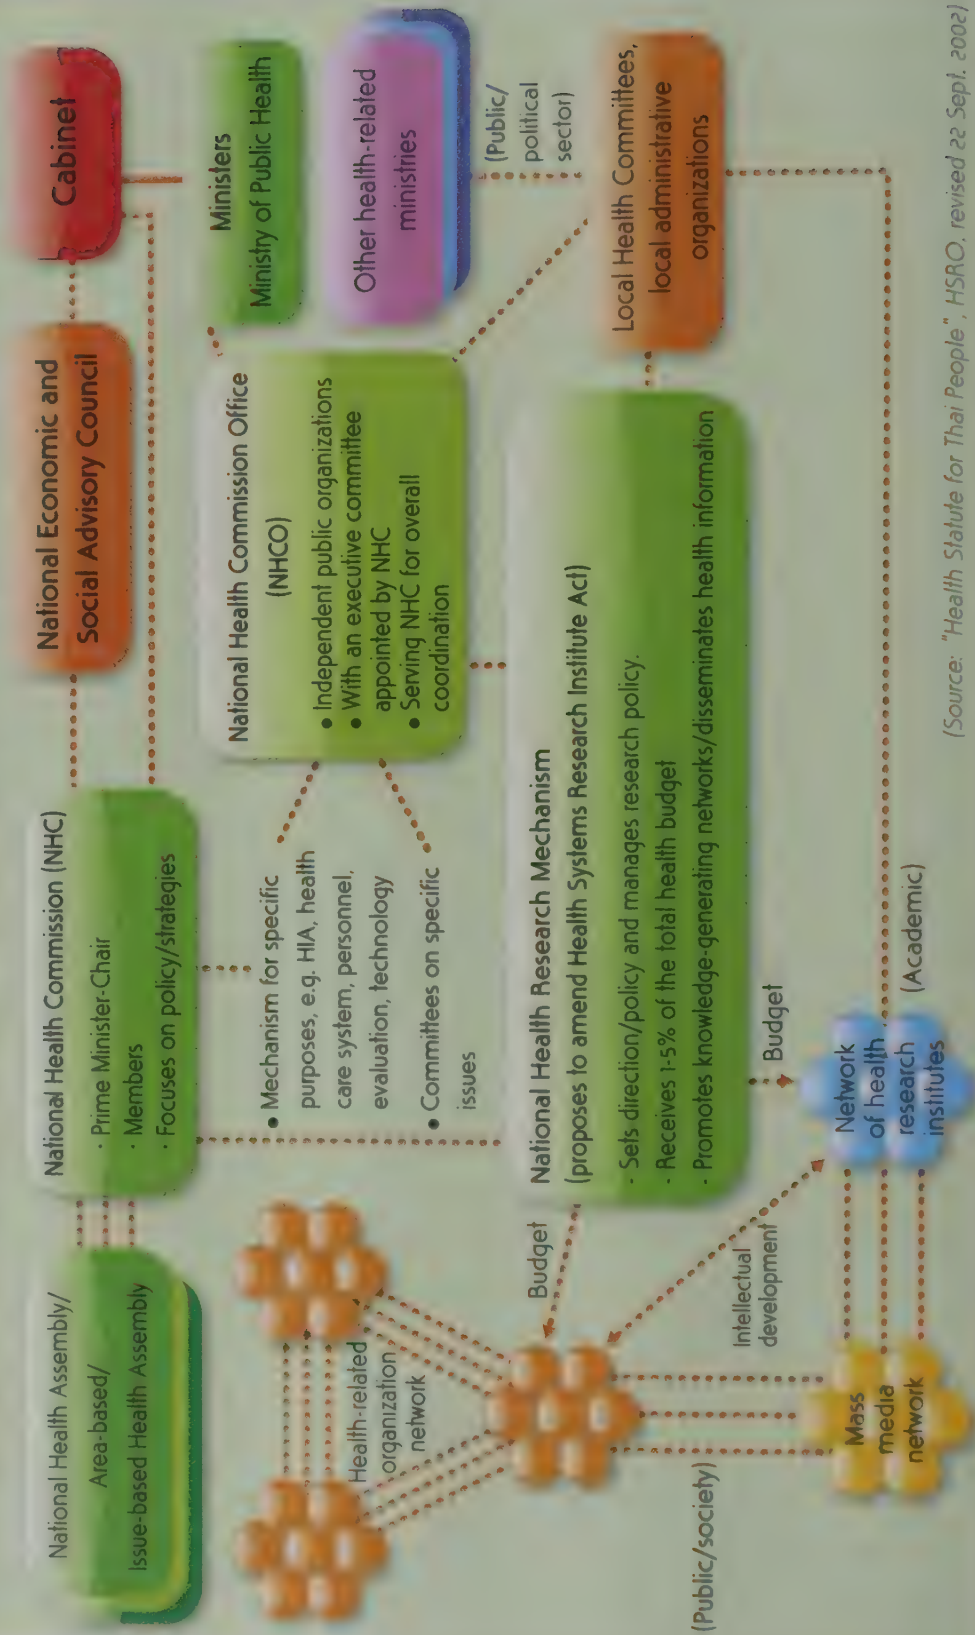 National Health Assembly/
Area-based/
Issue-based Health Assembly
National Health Commission (NHC)
· Prime Minister-Chair
· Members
· Focuses on policy/strategies
National Economic and
Social Advisory Council
Cabinet
Ministers
Ministry of Public Health
Other health-related
ministries
(Public/
political
sector)
National Health Commission Office
(NHCO)
• Independent public organizations
• With an executive committee
appointed by NHC
• Serving NHC for overall
coordination
• Mechanism for specific
purposes, e.g. HIA, health
care system, personnel,
evaluation, technology
• Committees on specific
issues
Health-related
organization
network
Budget
National Health Research Mechanism
(proposes to amend Health Systems Research Institute Act)
- Sets direction/policy and manages research policy.
- Receives 1-5% of the total health budget
- Promotes knowledge-generating networks/disseminates health information
Local Health Committees,
local administrative
organizations
Intellectual
development
Budget
(Public/society)
Mass
media
network
Network
of health
research
institutes
(Academic)
(Source: "Health Statute for Thai People", HSRO, revised 22 Sept. 2002)